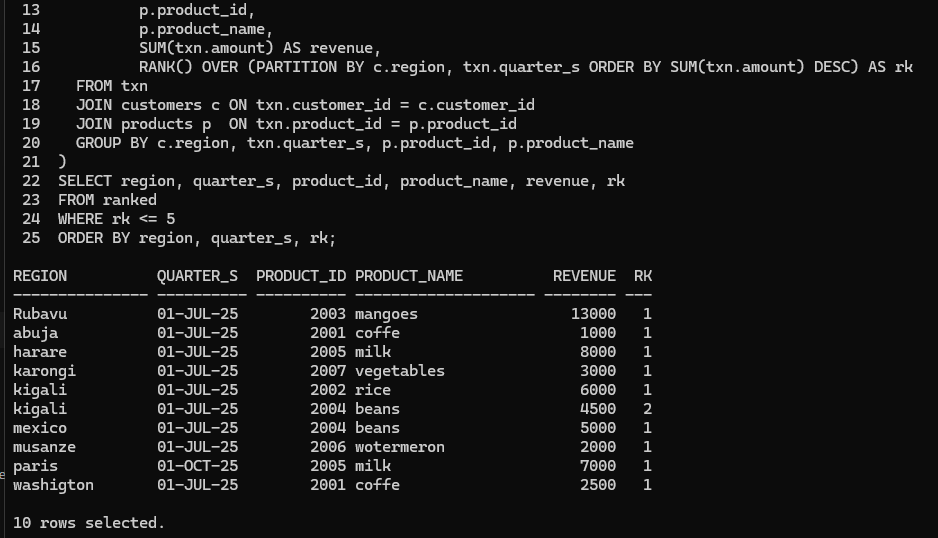 13          p.product_id,
14          p.product_name,
15          SUM(txn.amount) AS revenue,
16          RANK() OVER (PARTITION BY c.region, txn.quarter_s ORDER BY SUM(txn.amount) DESC) AS rk
17   FROM txn
18   JOIN customers c ON txn.customer_id = c.customer_id
19   JOIN products p  ON txn.product_id = p.product_id
20   GROUP BY c.region, txn.quarter_s, p.product_id, p.product_name
21 )
22 SELECT region, quarter_s, product_id, product_name, revenue, rk
23 FROM ranked
24 WHERE rk <= 5
25 ORDER BY region, quarter_s, rk;
REGION          QUARTER_S  PRODUCT_ID PRODUCT_NAME          REVENUE  RK
--------------- ---------- ---------- -------------------- -------- ---
Rubavu          01-JUL-25        2003 mangoes                 13000   1
abuja           01-JUL-25        2001 coffe                    1000   1
harare          01-JUL-25        2005 milk                     8000   1
karongi         01-JUL-25        2007 vegetables               3000   1
kigali          01-JUL-25        2002 rice                     6000   1
kigali          01-JUL-25        2004 beans                    4500   2
mexico          01-JUL-25        2004 beans                    5000   1
musanze         01-JUL-25        2006 wotermeron               2000   1
paris           01-OCT-25        2005 milk                     7000   1
washigton       01-JUL-25        2001 coffe                    2500   1
10 rows selected.